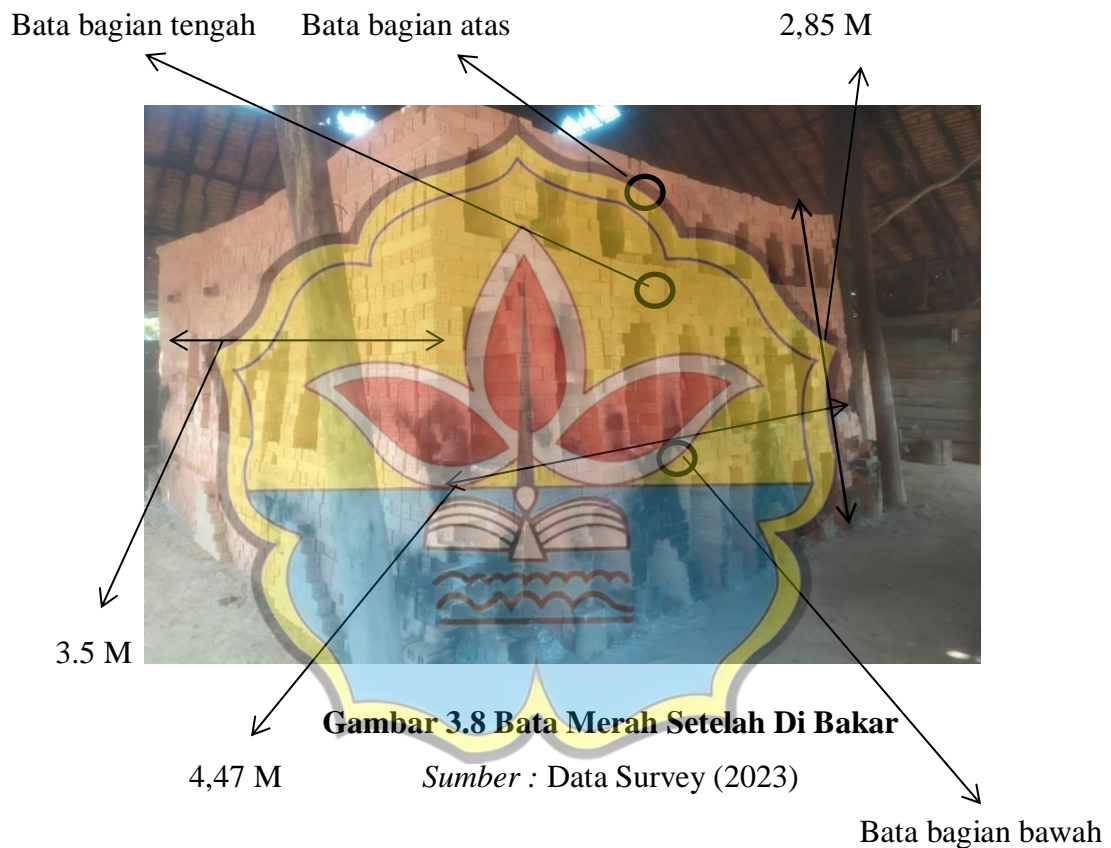 Bata bagian tengah
Bata bagian atas
2,85 M
3.5 M
Gambar 3.8 Bata Merah Setelah Di Bakar
4,47 M
Sumber : Data Survey (2023)
Bata bagian bawah